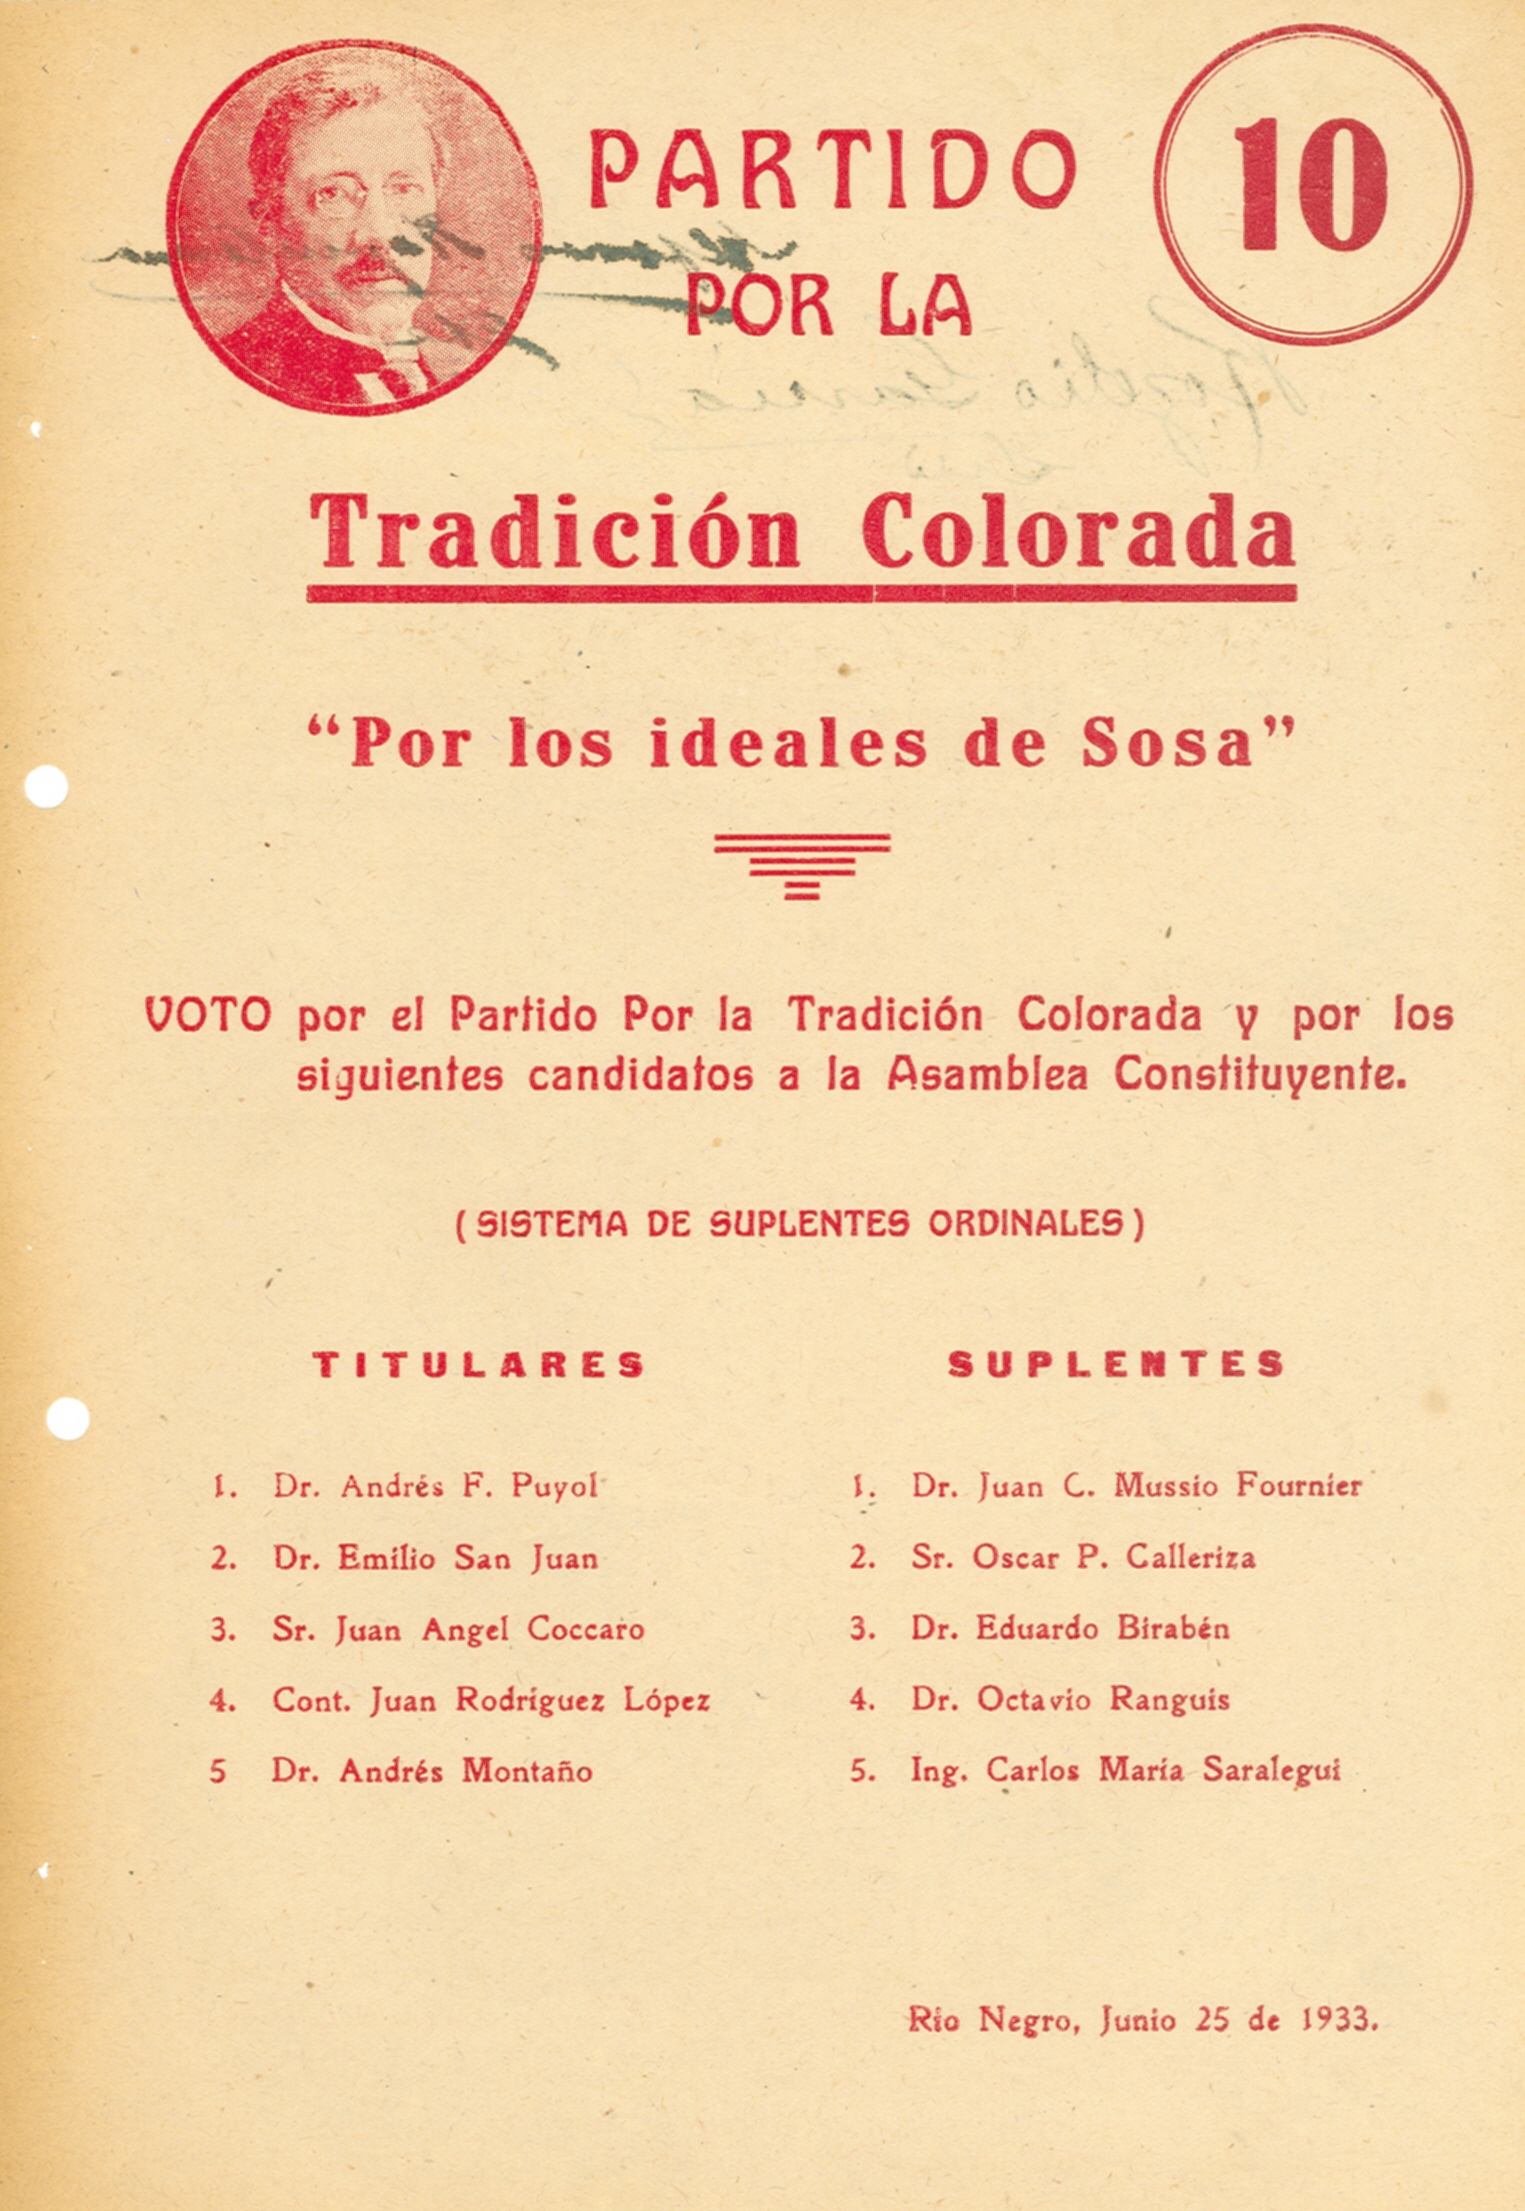 PARTIDO
10
POR LA
Tradición Colorada
“Por los ideales de Sosa”
VOTO por el Partido Por la Tradición Colorada y por los
siguientes candidatos a la Asamblea Constituyente.
(SISTEMA DE SUPLENTES ORDINALES)
TITULARES
1. Dr. Andrés F. Puyol
2. Dr. Emilio San Juan
3. Sr. Juan Angel Coccaro
4. Cont. Juan Rodríguez López
5 Dr. Andrés Montaño
SUPLENTES
1. Dr. Juan C. Mussio Fournier
2. Sr. Oscar P. Calleriza
3. Dr. Eduardo Birabén
4. Dr. Octavio Ranguis
5. Ing. Carlos María Saralegui
Río Negro, Junio 25 de 1933.